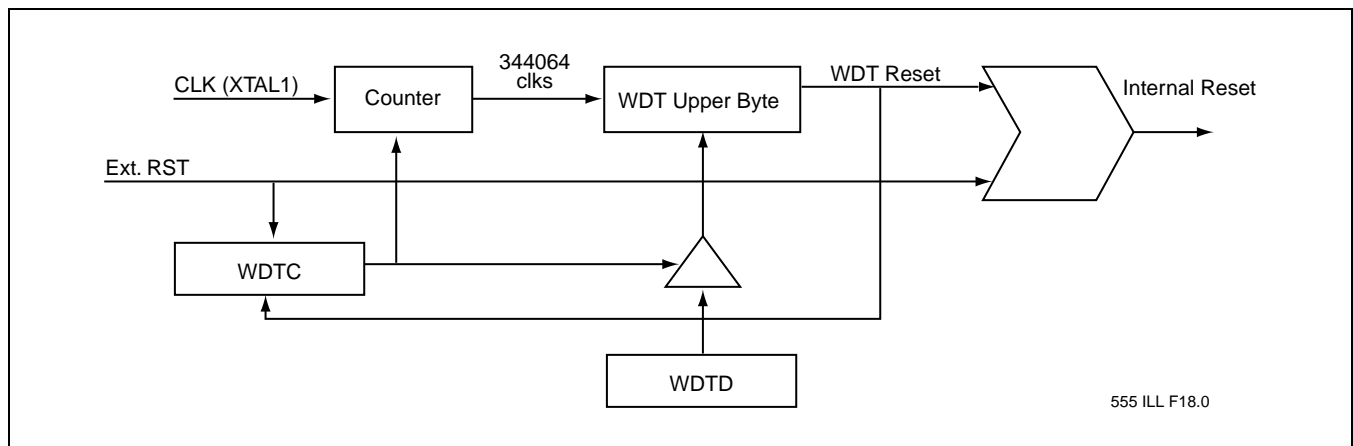 344064
clks
CLK (XTAL1)
Counter
WDT Upper Byte
WDT Reset
Internal Reset
Ext. RST
WDTC
WDTD
555 ILL F18.0